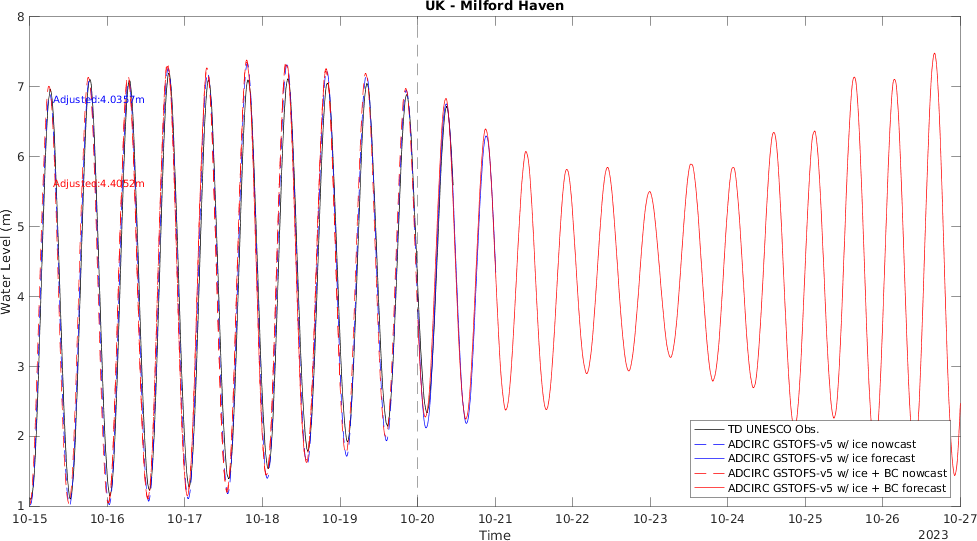 UK - Milford Haven
8
7
6
5
4
3
2
1
Water Level (m)
Adjusted:4.0357m
Adjusted:4.4052m
TD UNESCO Obs.
ADCIRC GSTOFS-v5 w/ ice nowcast
ADCIRC GSTOFS-v5 w/ ice forecast
ADCIRC GSTOFS-v5 w/ ice + BC nowcast
ADCIRC GSTOFS-v5 w/ ice + BC forecast
10-15 10-16 10-17 10-18 10-19 10-20 10-21 10-22 10-23 10-24 10-25 10-26 10-27
Time
2023